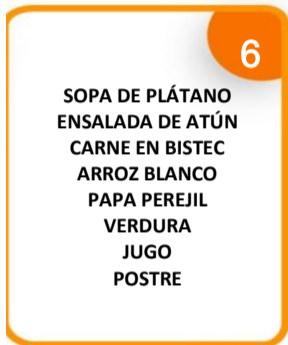 6
SOPA DE PLÁTANO
ENSALADA DE ATÚN
CARNE EN BISTEC
ARROZ BLANCO
PAPA PEREJIL
VERDURA
JUGO
POSTRE